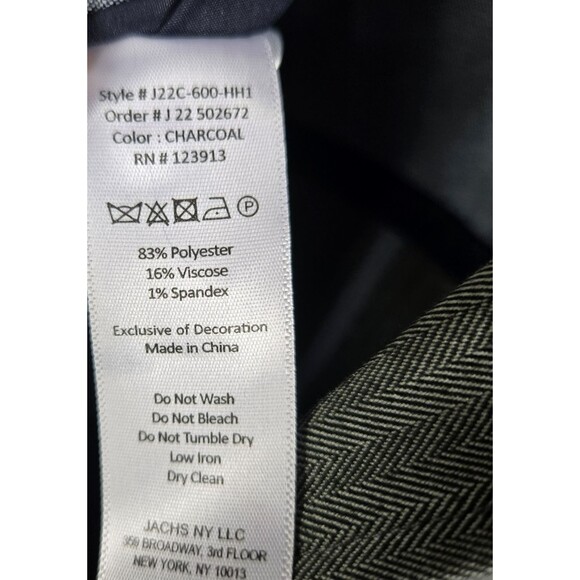 Style # J22C-600-HH1
Order # J 22 502672
Color : CHARCOAL
RN # 123913
P
83% Polyester
16% Viscose
1% Spandex
Exclusive of Decoration
Made in China
Do Not Wash
Do Not Bleach
Do Not Tumble Dry
Low Iron
Dry Clean
JACHS NY LLC
BROADWAY, 3rd FLOOR
NEW YORK, NY 10013